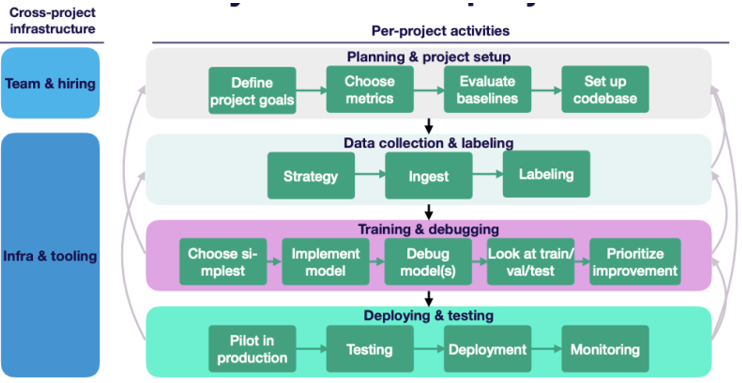 Cross-project
infrastructure
Per-project activities
Team & hiring
Infra & tooling
Planning & project setup
Define
project goals
Choose
metrics
Evaluate
baselines
Set up
codebase
Data collection & labeling
Strategy
Ingest
Labeling
Training & debugging
Choose si-
mplest
Implement
model
Debug
model(s)
Look at train/
val/test
Prioritize
improvement
Deploying & testing
Pilot in
production
Testing
Deployment
Monitoring